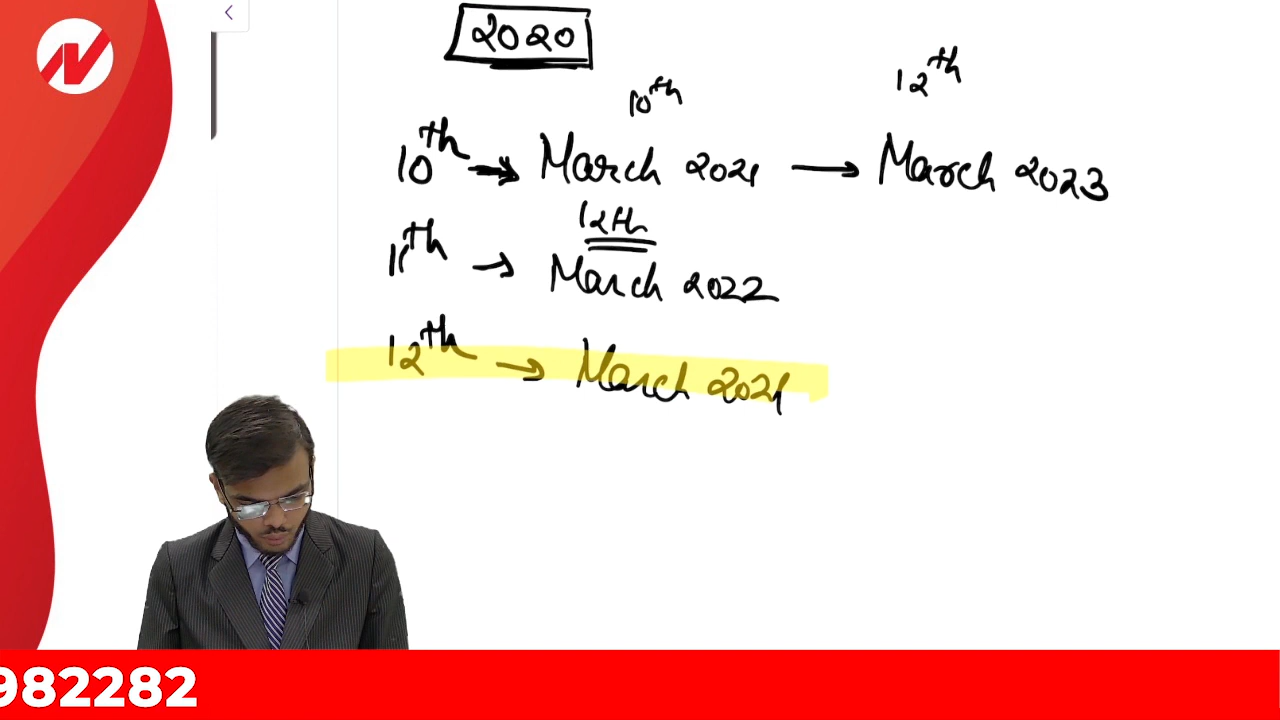 2020
10th 12th
10th → March 2021 → March 2023
12th
11th → March 2022
12th → March 2021
982282